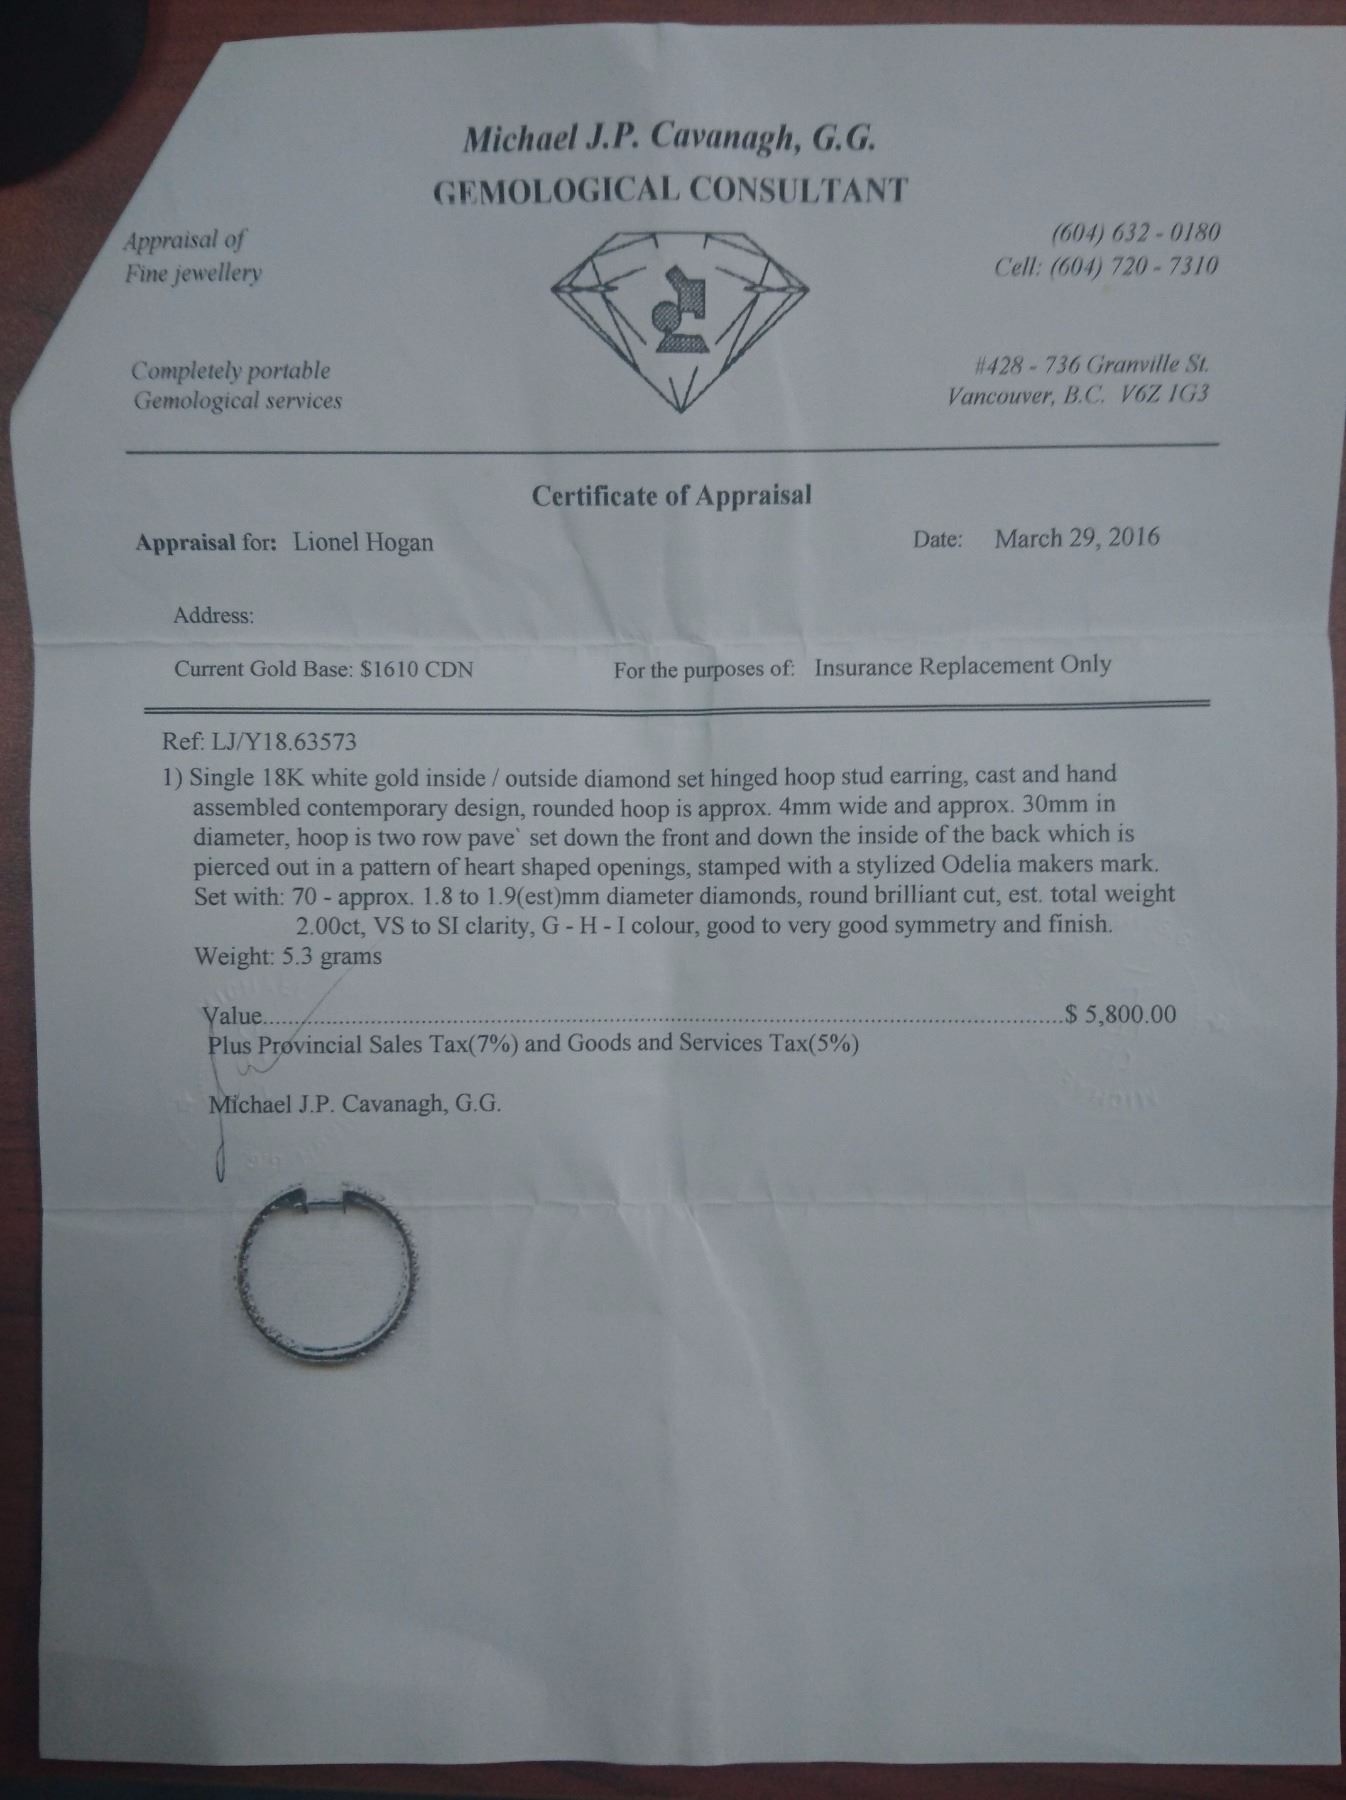 Michael J.P. Cavanagh, G.G.
GEMOLOGICAL CONSULTANT
Appraisal of
Fine jewellery
(604) 632 - 0180
Cell: (604) 720 - 7310
Completely portable
Gemological services
#428 - 736 Granville St.
Vancouver, B.C. V6Z 1G3
Certificate of Appraisal
Appraisal for: Lionel Hogan
Date: March 29, 2016
Address:
Current Gold Base: $1610 CDN
For the purposes of: Insurance Replacement Only
Ref: LJ/Y18.63573
1) Single 18K white gold inside / outside diamond set hinged hoop stud earring, cast and hand
assembled contemporary design, rounded hoop is approx. 4mm wide and approx. 30mm in
diameter, hoop is two row pave` set down the front and down the inside of the back which is
pierced out in a pattern of heart shaped openings, stamped with a stylized Odelia makers mark.
Set with: 70 - approx. 1.8 to 1.9(est)mm diameter diamonds, round brilliant cut, est. total weight
2.00ct, VS to SI clarity, G - H - I colour, good to very good symmetry and finish.
Weight: 5.3 grams
Value..........................................................................................................................$ 5,800.00
Plus Provincial Sales Tax(7%) and Goods and Services Tax(5%)
Michael J.P. Cavanagh, G.G.